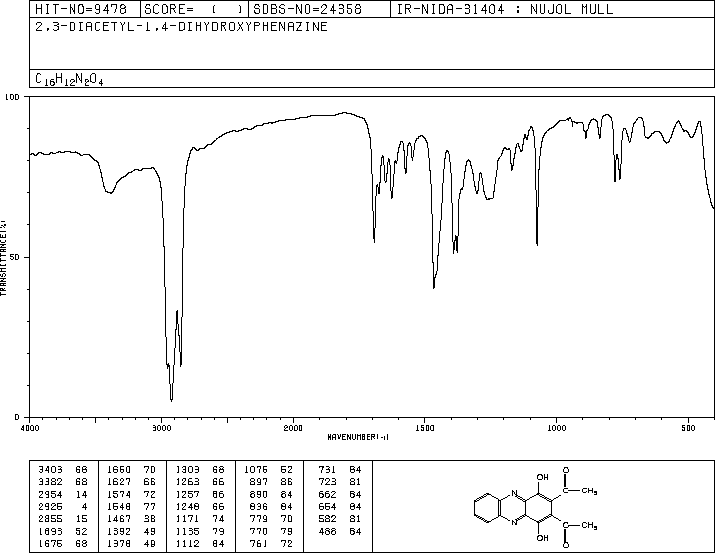 HIT-NO=9478 SCORE= ( ) SDBS-NO=24358 IR-NIDA-31404 : NUJOL MULL
2,3-DIACETYL-1,4-DIHYDROXYPHENAZINE
C16H12N2O4
100
50
0
TRANSMITTANCE(%)
4000 3000 2000 1500 1000 500
WAVENUMBER(-1)
3403 68 1650 70 1303 68 1075 52 731 84
3382 68 1627 66 1263 66 897 86 723 81
2954 14 1574 72 1257 66 890 84 662 84
2925 4 1548 77 1248 66 836 84 654 84
2855 15 1467 38 1171 74 779 70 582 81
1693 52 1392 49 1135 79 770 79 488 84
1675 68 1378 49 1112 84 761 72
O
OH
C CH3
N
N
C CH3
OH
O